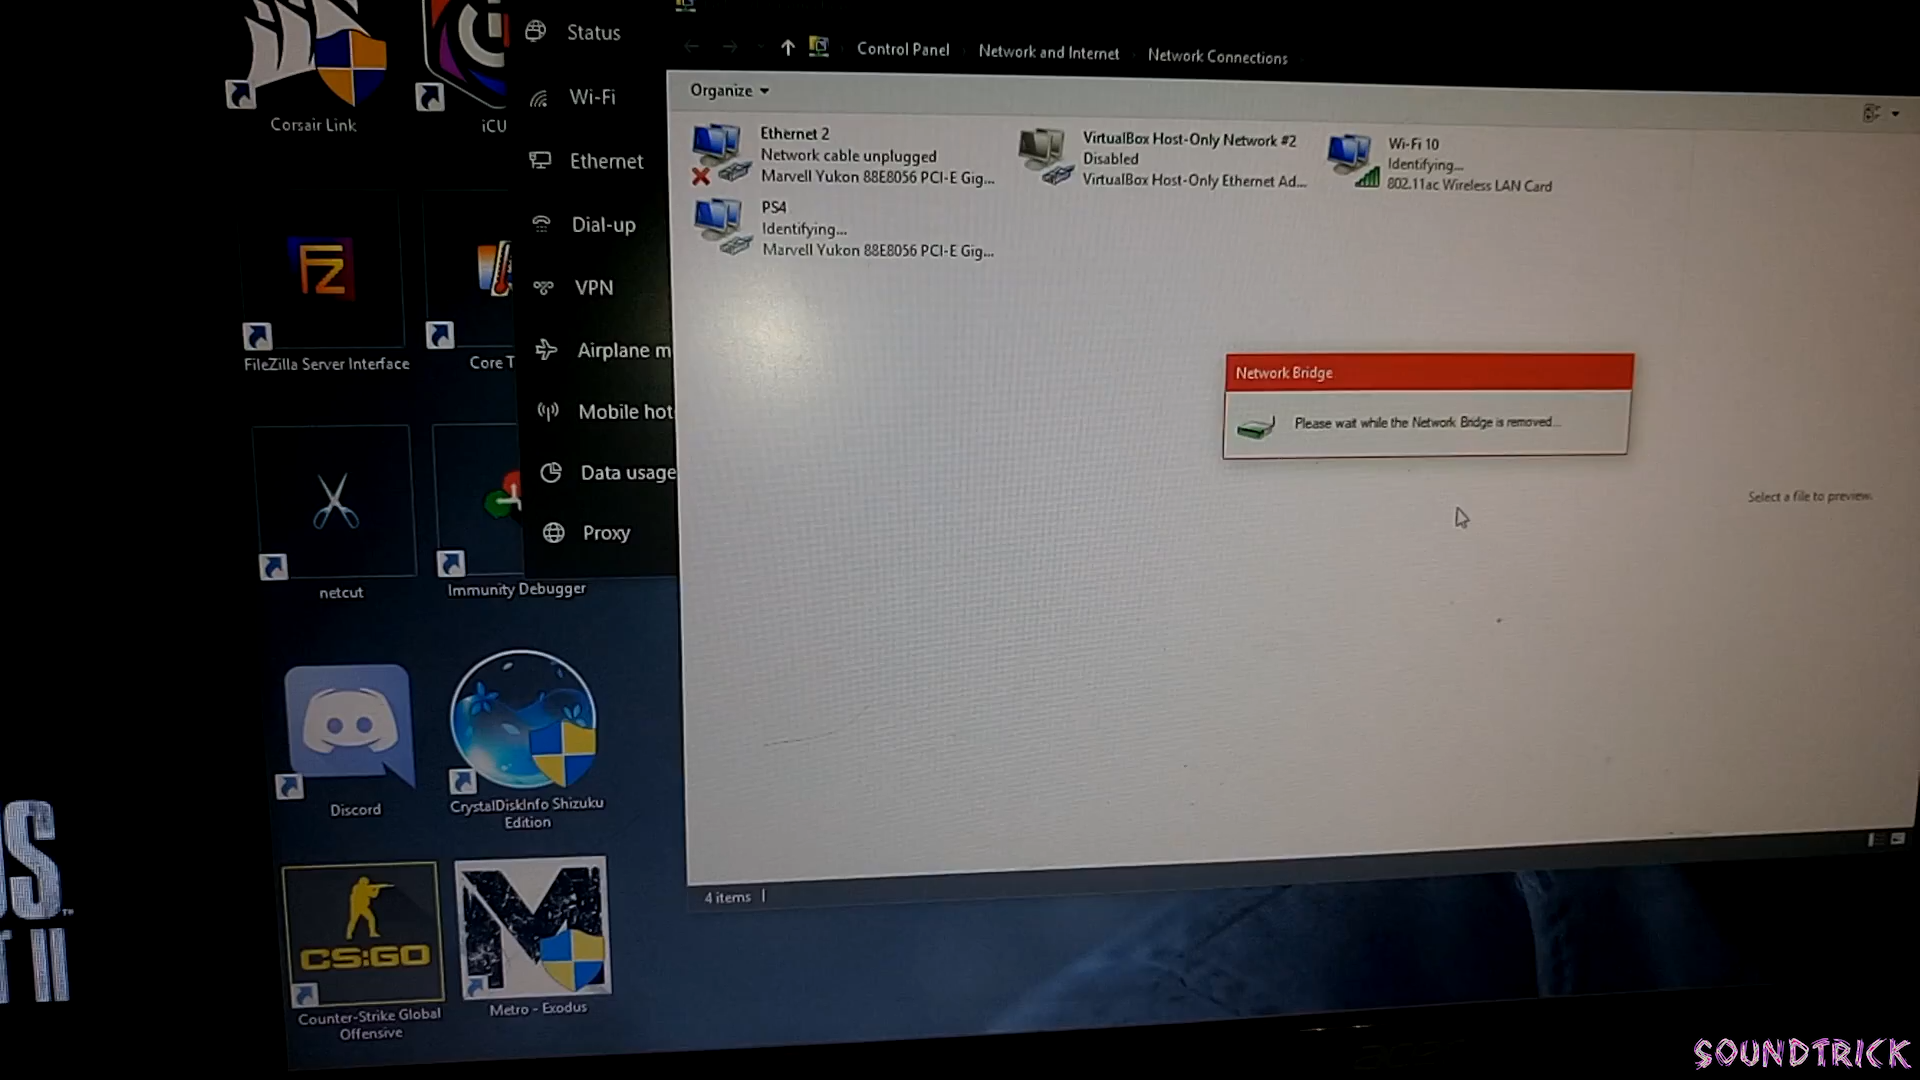 Corsair Link
iCU
FileZilla Server Interface
Core T
netcut
Immunity Debugger
Discord
CrystalDiskInfo Shizuku
Edition
CS:GO
Counter-Strike Global
Offensive
Metro - Exodus
Status
Wi-Fi
Ethernet
Dial-up
VPN
Airplane m
Mobile hot
Data usage
Proxy
Control Panel
Network and Internet
Network Connections
Organize
Ethernet 2
Network cable unplugged
Marvell Yukon 88E8056 PCI-E Gig...
VirtualBox Host-Only Network #2
Disabled
VirtualBox Host-Only Ethernet Ad...
Wi-Fi 10
Identifying...
802.11ac Wireless LAN Card
PS4
Identifying...
Marvell Yukon 88E8056 PCI-E Gig...
Network Bridge
Please wait while the Network Bridge is removed...
Select a file to preview.
4 items
S™
T II
SOUNDTRICK